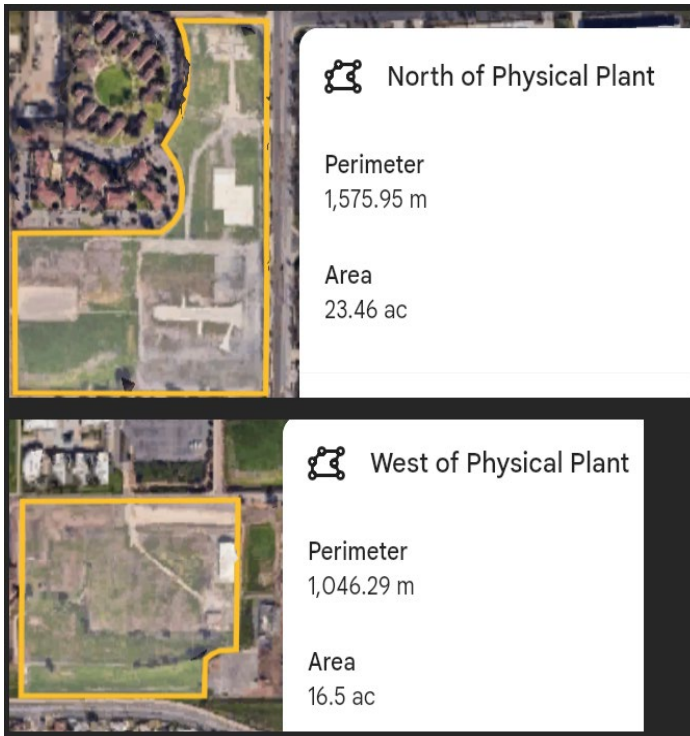 North of Physical Plant
Perimeter
1,575.95 m
Area
23.46 ac
West of Physical Plant
Perimeter
1,046.29 m
Area
16.5 ac